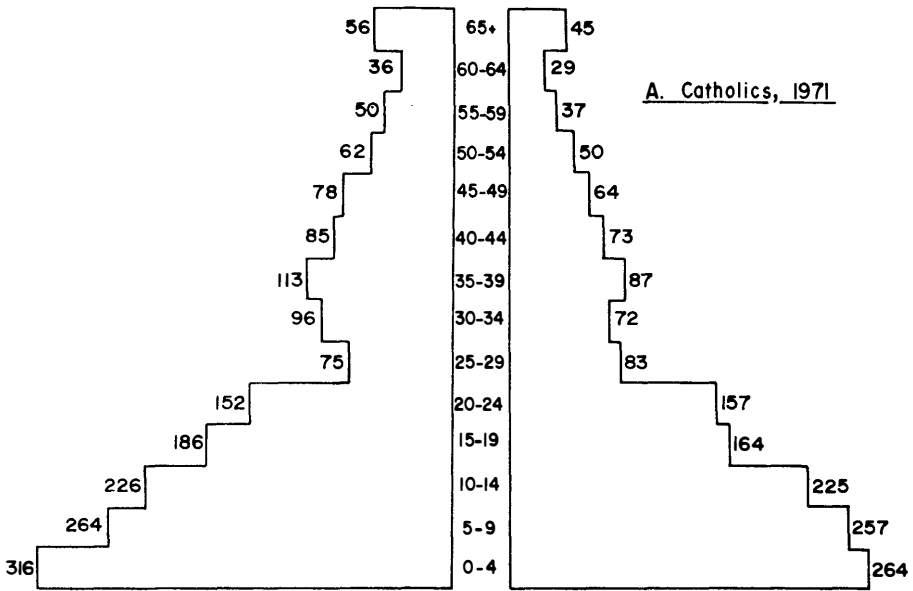 56 65+ 45
36 60-64 29
A. Catholics, 1971
50 55-59 37
62 50-54 50
78 45-49 64
85 40-44 73
113 35-39 87
96 30-34 72
75 25-29 83
152 20-24 157
186 15-19 164
226 10-14 225
264 5-9 257
316 0-4 264